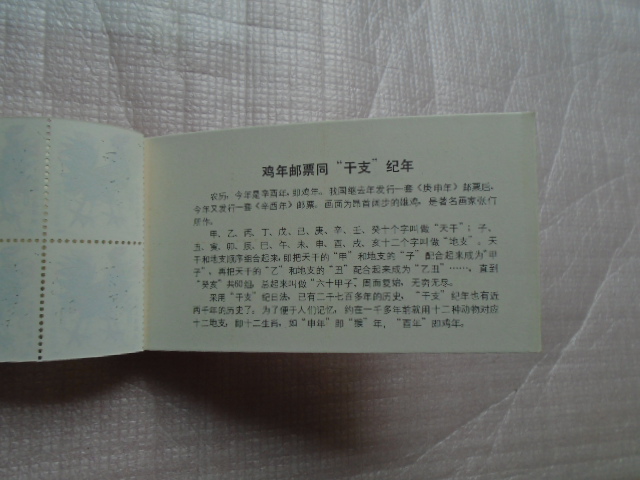 鸡年邮票同“干支”纪年
农历，今年是辛酉年，即鸡年。我国继去年发行一套《庚申年》邮票后，
今年又发行一套《辛酉年》邮票。画面为昂首阔步的雄鸡，是著名画家张仃
所作。
甲、乙、丙、丁、戊、己、庚、辛、壬、癸十个字叫做“天干”；子、
丑、寅、卯、辰、巳、午、未、申、酉、戌、亥十二个字叫做“地支”。天
干和地支顺序组合起来，即把天干的“甲”和地支的“子”配合起来成为“甲
子”，再把天干的“乙”和地支的“丑”配合起来成为“乙丑”……，直到
“癸亥”共60组，总起来叫做“六十甲子”周而复始，无穷无尽。
采用“干支”纪日法，已有二千七百多年的历史，“干支”纪年也有近
两千年的历史了。为了便于人们记忆，约在一千多年前就用十二种动物对应
十二地支，即十二生肖，如“申年”即“猴”年，“酉年”即鸡年。